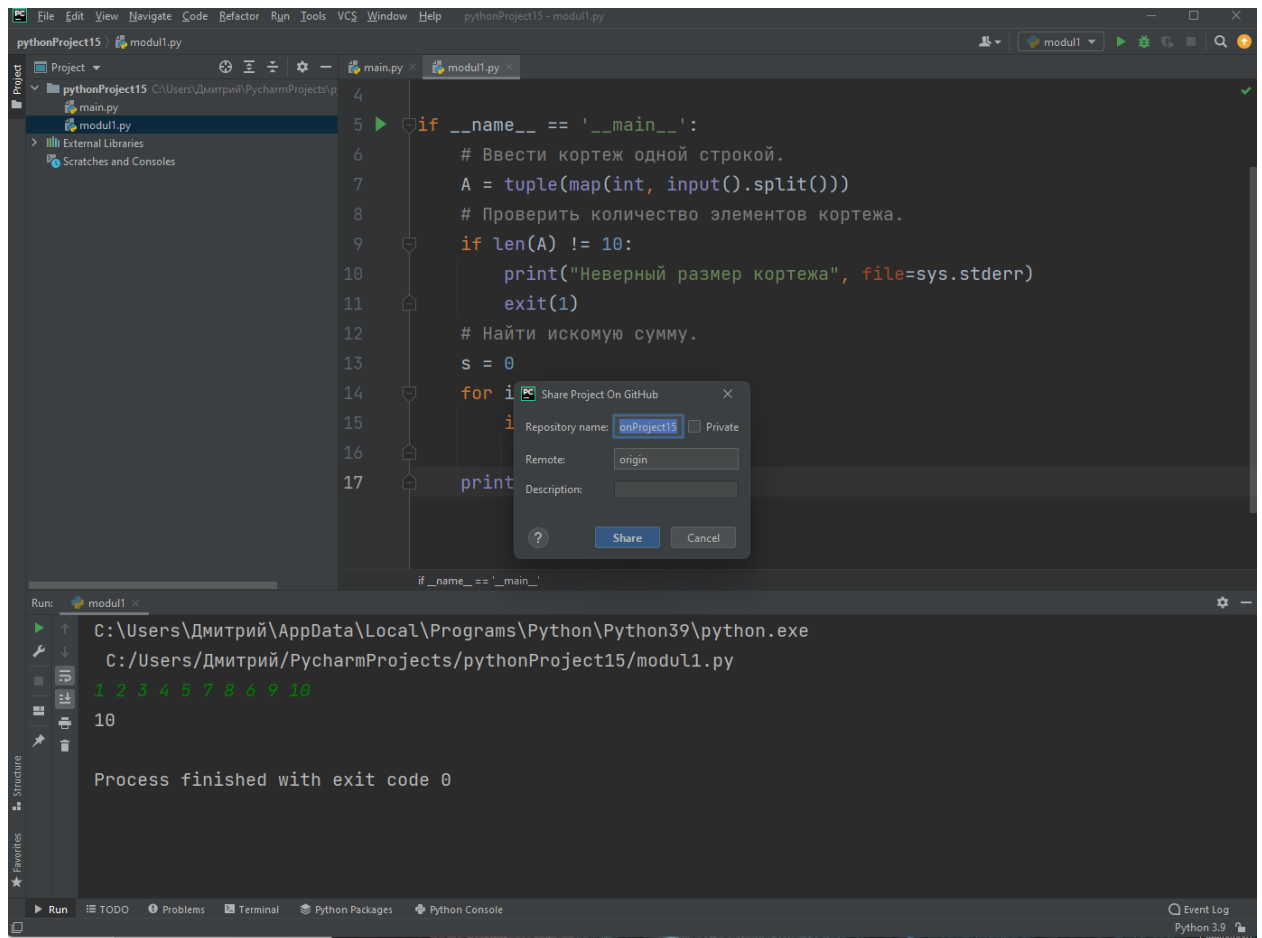 PC File Edit View Navigate Code Refactor Run Tools VCS Window Help pythonProject15 - modul1.py
pythonProject15 modul1.py modul1
Project Project main.py modul1.py
pythonProject15 C:\Users\Дмитрий\PycharmProjects\p
main.py
modul1.py
External Libraries
Scratches and Consoles
4
5 if __name__ == '__main__':
6 # Ввести кортеж одной строкой.
7 A = tuple(map(int, input().split()))
8 # Проверить количество элементов кортежа.
9 if len(A) != 10:
10 print("Неверный размер кортежа", file=sys.stderr)
11 exit(1)
12 # Найти искомую сумму.
13 s = 0
14 for i
15 i
16
17 print
PC Share Project On GitHub
Repository name: onProject15 Private
Remote: origin
Description:
? Share Cancel
if __name__ == '__main__'
Run: modul1
C:\Users\Дмитрий\AppData\Local\Programs\Python\Python39\python.exe
C:/Users/Дмитрий/PycharmProjects/pythonProject15/modul1.py
1 2 3 4 5 7 8 6 9 10
10
Process finished with exit code 0
Structure
Favorites
Run TODO Problems Terminal Python Packages Python Console Event Log
Python 3.9